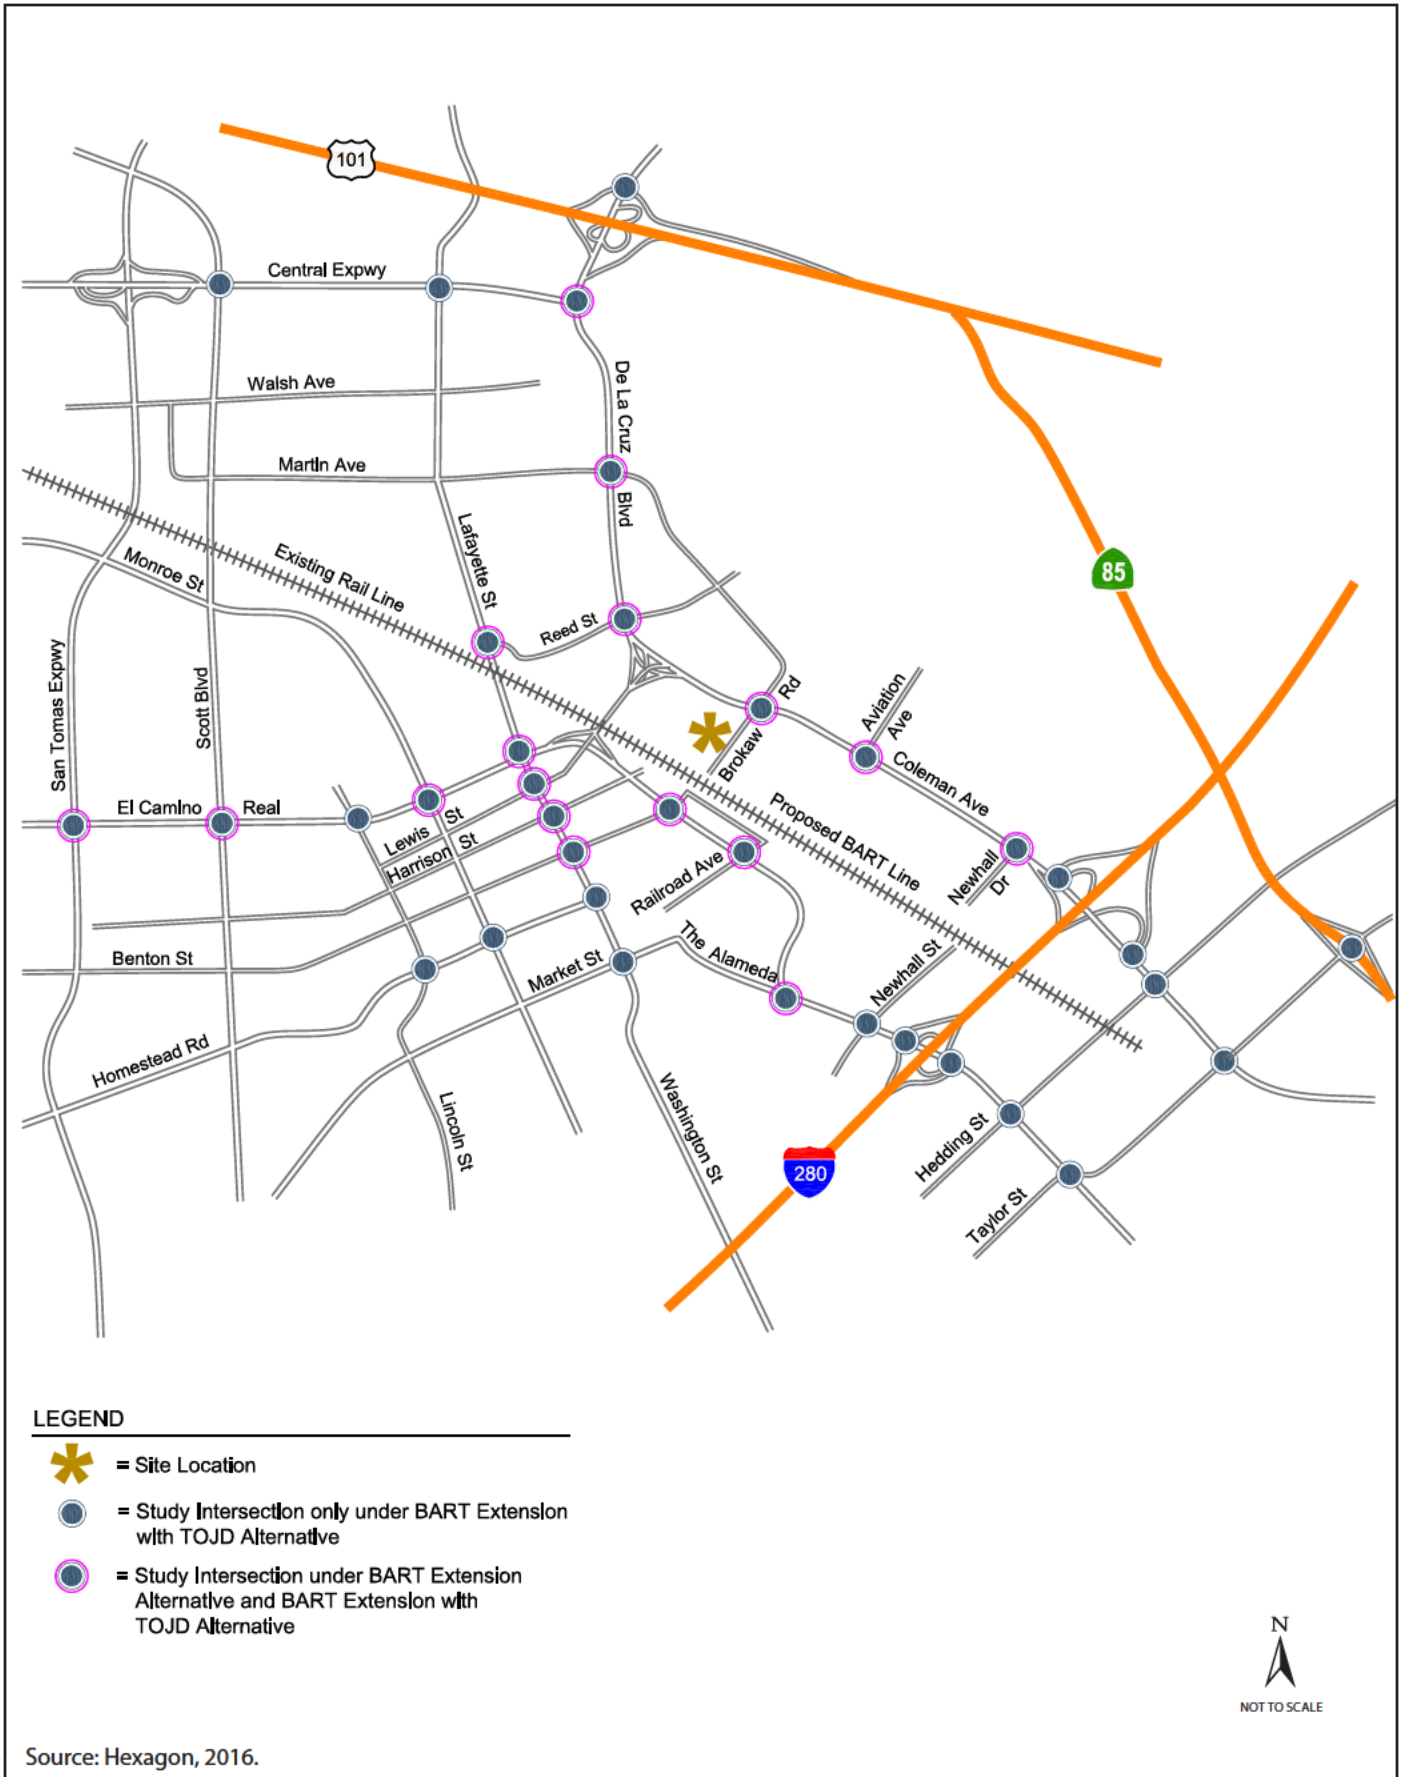 101
Central Expwy
De La Cruz
Blvd
Walsh Ave
Martin Ave
Lafayette St
Existing Rail Line
Monroe St
85
Reed St
San Tomas Expwy
Scott Blvd
Aviation
Ave
Brokaw
Rd
Coleman Ave
El Camino
Real
Lewis St
Harrison St
Proposed BART Line
Newhall
Dr
Railroad Ave
Benton St
Market St
The Alameda
Newhall St
Homestead Rd
Lincoln St
Washington St
Hedding St
280
Taylor St
LEGEND
= Site Location
= Study Intersection only under BART Extension
with TOJD Alternative
= Study Intersection under BART Extension
Alternative and BART Extension with
TOJD Alternative
N
NOT TO SCALE
Source: Hexagon, 2016.